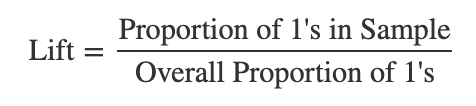 Lift = Proportion of 1's in Sample
Overall Proportion of 1's